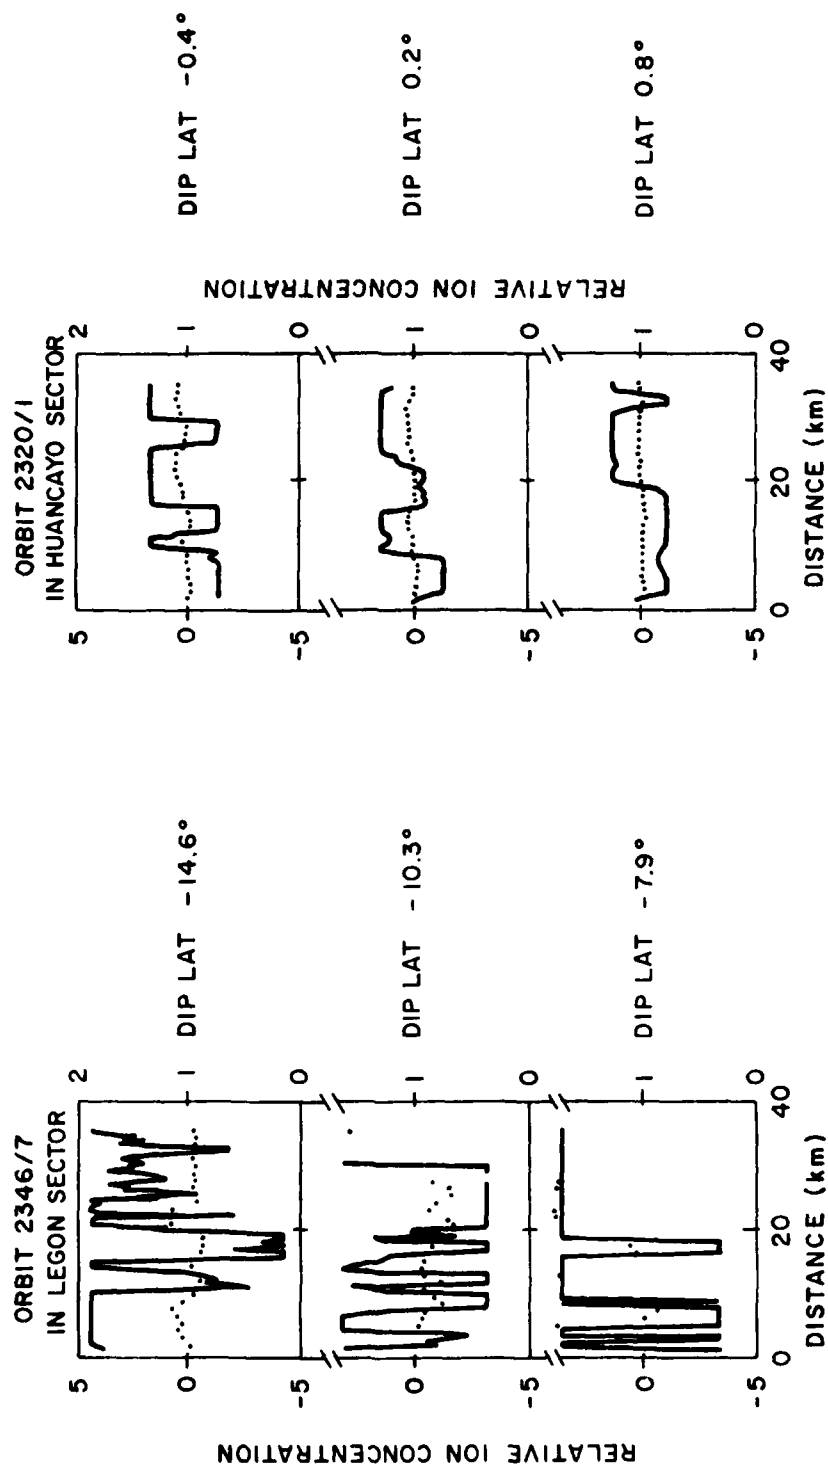 ORBIT 2346/7
IN LEGON SECTOR
RELATIVE ION CONCENTRATION
5
0
-5
2
1
0
DIP LAT -14.6°
0
-5
1
0
DIP LAT -10.3°
0
-5
1
0
DIP LAT -7.9°
0 20 40
DISTANCE (km)
ORBIT 2320/1
IN HUANCAYO SECTOR
5
0
-5
2
1
0
DIP LAT -0.4°
0
-5
1
0
DIP LAT 0.2°
0
-5
1
0
DIP LAT 0.8°
RELATIVE ION CONCENTRATION
0 20 40
DISTANCE (km)